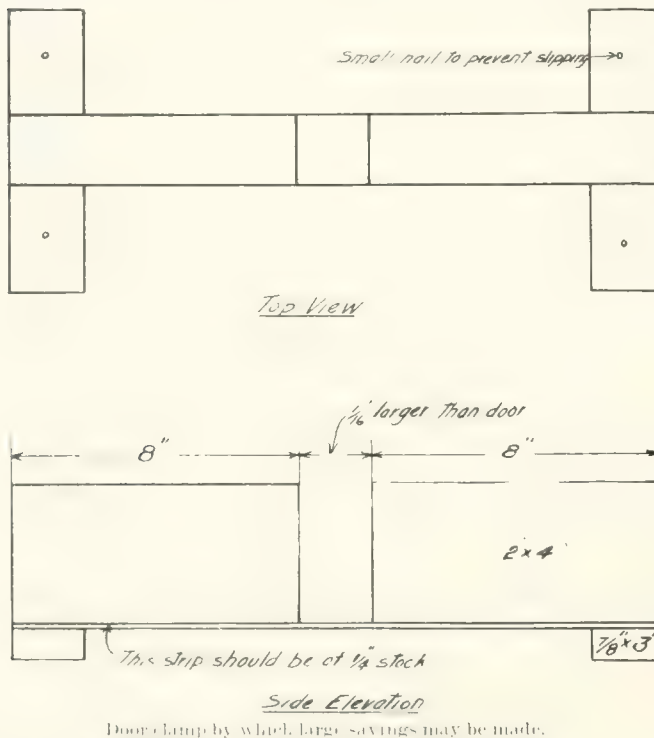 Small nail to prevent slipping
Top View
1/16" larger than door
8"
8"
2" x 4"
This strip should be of 1/4" stock
7/8" x 3"
Side Elevation
Door clamp by which large savings may be made.